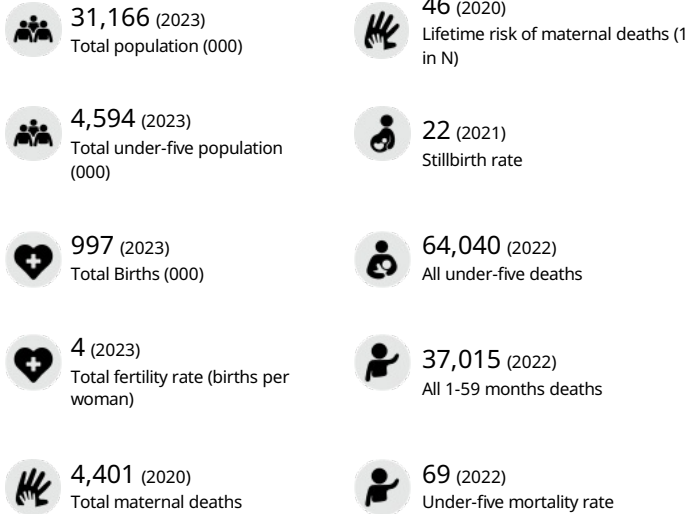 31,166 (2023)
Total population (000)
4,594 (2023)
Total under-five population
(000)
997 (2023)
Total Births (000)
4 (2023)
Total fertility rate (births per
woman)
4,401 (2020)
Total maternal deaths
46 (2020)
Lifetime risk of maternal deaths (1
in N)
22 (2021)
Stillbirth rate
64,040 (2022)
All under-five deaths
37,015 (2022)
All 1-59 months deaths
69 (2022)
Under-five mortality rate